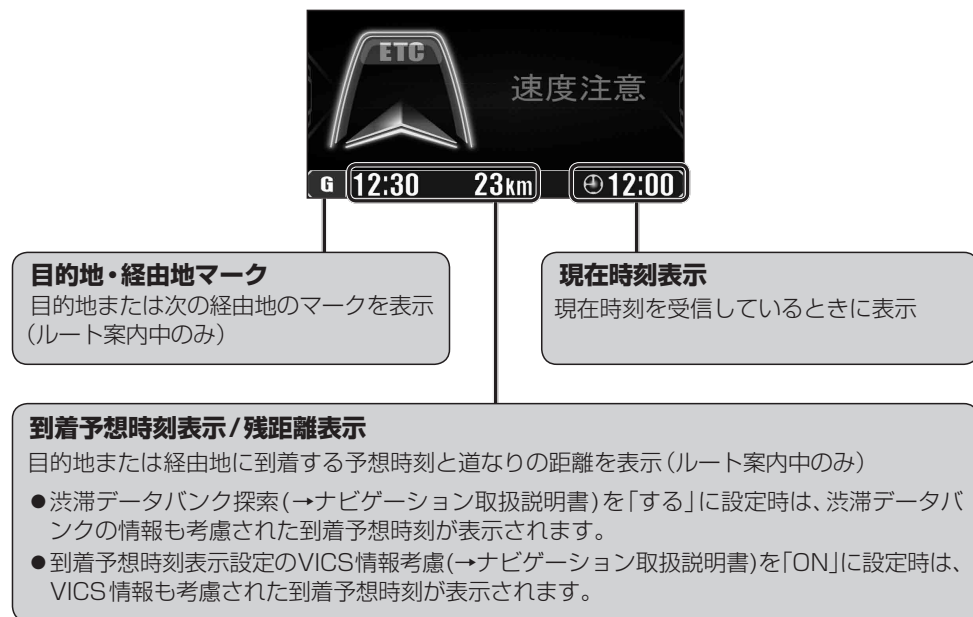 ETC
速度注意
G 12:30 23km 12:00
目的地・経由地マーク
目的地または次の経由地のマークを表示
(ルート案内中のみ)
現在時刻表示
現在時刻を受信しているときに表示
到着予想時刻表示/残距離表示
目的地または経由地に到着する予想時刻と道なりの距離を表示(ルート案内中のみ)
●渋滞データバンク探索(→ナビゲーション取扱説明書)を「する」に設定時は、渋滞データバ
ンクの情報も考慮された到着予想時刻が表示されます。
●到着予想時刻表示設定のVICS情報考慮(→ナビゲーション取扱説明書)を「ON」に設定時は、
VICS情報も考慮された到着予想時刻が表示されます。